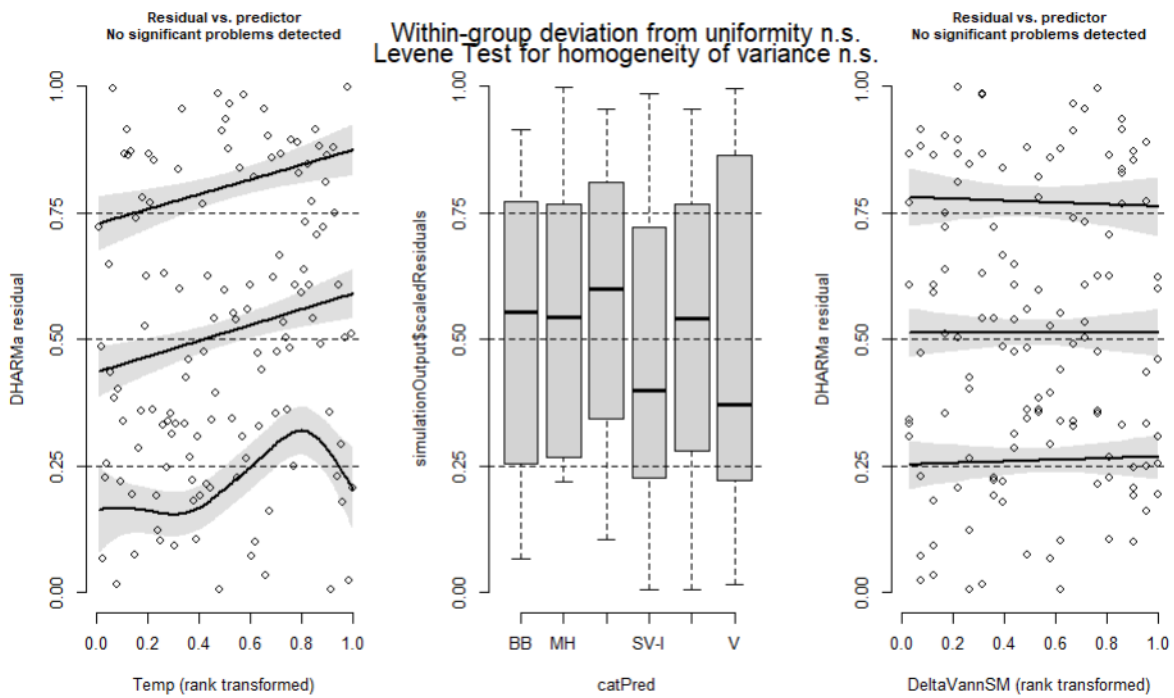 Residual vs. predictor
No significant problems detected
DHARMa residual
1.00
0.75
0.50
0.25
0.00
0.0 0.2 0.4 0.6 0.8 1.0
Temp (rank transformed)
Within-group deviation from uniformity n.s.
Levene Test for homogeneity of variance n.s.
simulationOutput$scaledResiduals
1.00
0.75
0.50
0.25
0.00
BB MH SV-I V
catPred
Residual vs. predictor
No significant problems detected
DHARMa residual
1.00
0.75
0.50
0.25
0.00
0.0 0.2 0.4 0.6 0.8 1.0
DeltaVannSM (rank transformed)